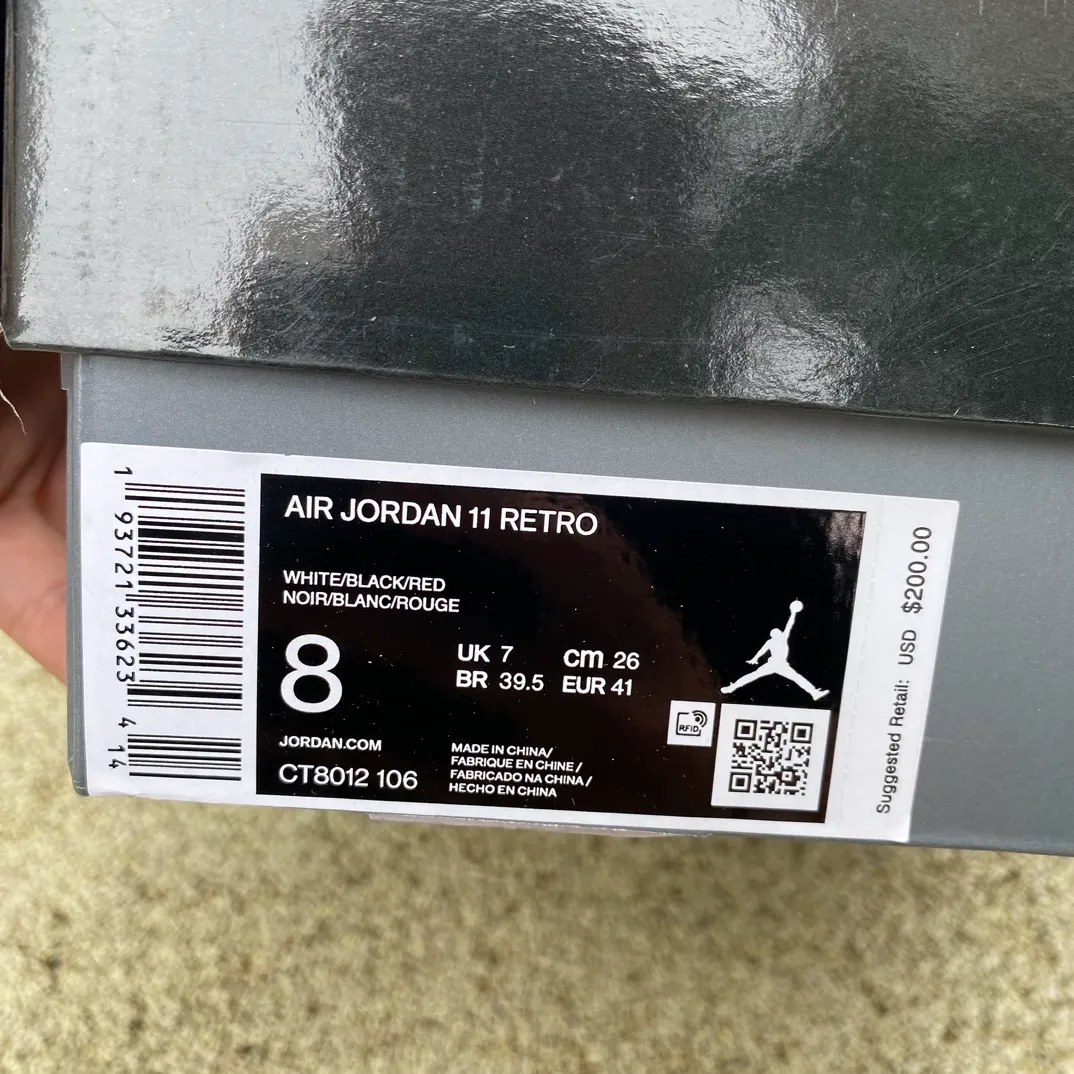 AIR JORDAN 11 RETRO
WHITE/BLACK/RED
NOIR/BLANC/ROUGE
8
UK 7 cm 26
BR 39.5 EUR 41
JORDAN.COM
CT8012 106
MADE IN CHINA/
FABRIQUE EN CHINE /
FABRICADO NA CHINA /
HECHO EN CHINA
RFID
1 93721 33623 4 14
Suggested Retail: USD $200.00